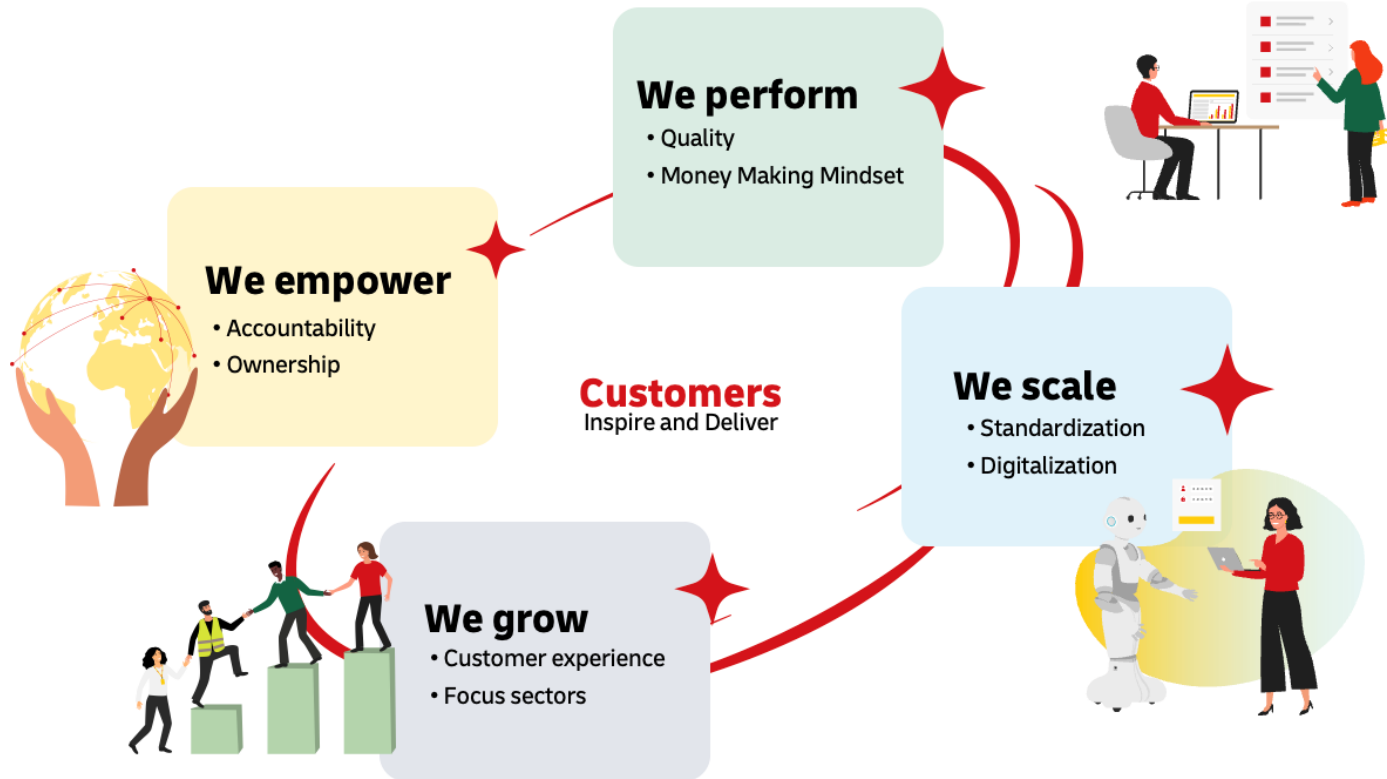 We perform
• Quality
• Money Making Mindset
We empower
• Accountability
• Ownership
Customers
Inspire and Deliver
We scale
• Standardization
• Digitalization
We grow
• Customer experience
• Focus sectors